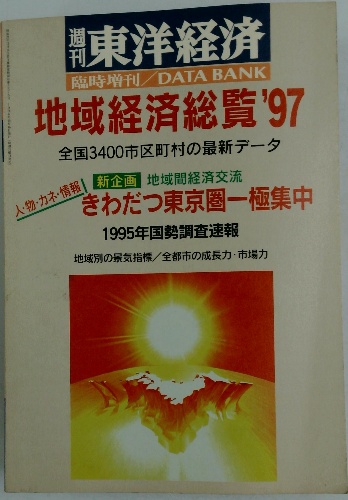 週刊 東洋経済
臨時増刊/DATA BANK
地域経済総覧'97
全国3400市区町村の最新データ
新企画 地域間経済交流
人・物・カネ・情報
きわだつ東京圏一極集中
1995年国勢調査速報
地域別の景気指標/全都市の成長力・市場力